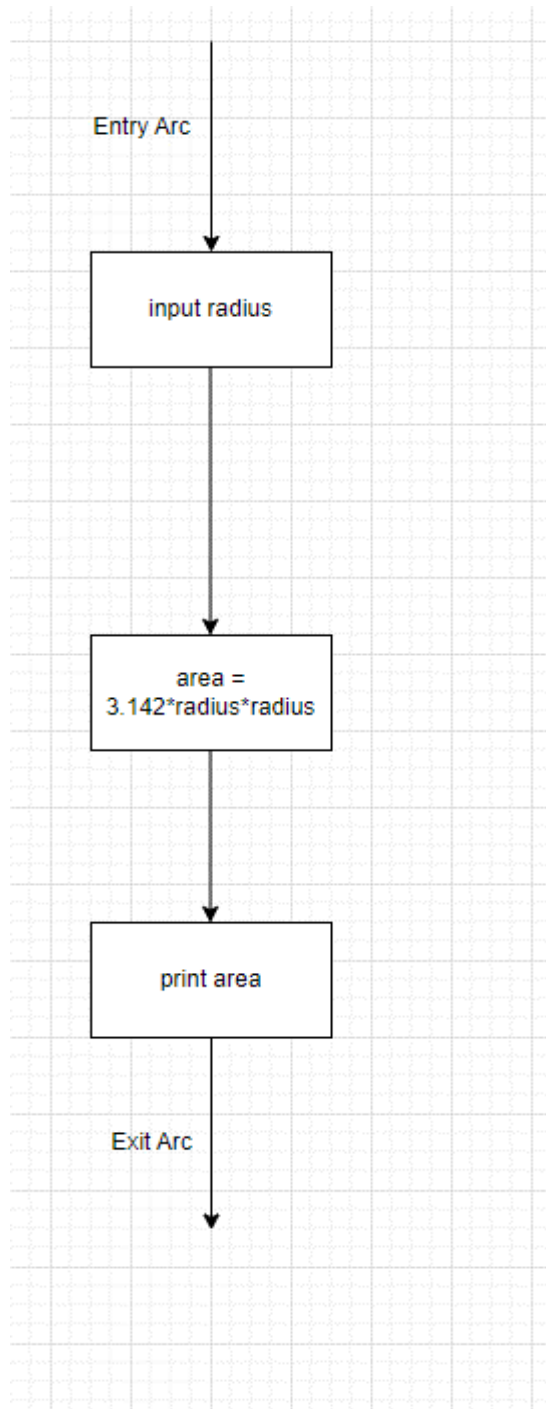 Entry Arc
input radius
area =
3.142*radius*radius
print area
Exit Arc